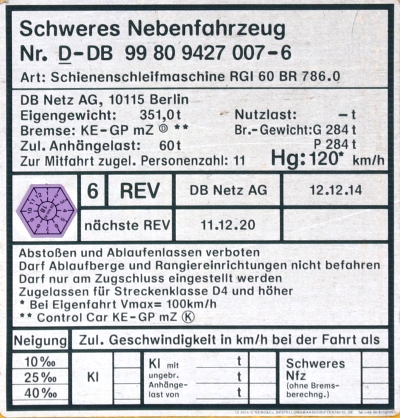 Schweres Nebenfahrzeug
Nr. D-DB 99 80 9427 007-6
Art: Schienenschleifmaschine RGI 60 BR 786.0
DB Netz AG, 10115 Berlin
Eigengewicht: 351,0t Nutzlast: -t
Bremse: KE-GP mZ ⓞ ** Br.-Gewicht: G 284 t
Zul. Anhängelast: 60t P 284 t
Zur Mitfahrt zugel. Personenzahl: 11 Hg: 120* km/h
6 REV DB Netz AG 12.12.14
nächste REV 11.12.20
Abstoßen und Ablaufenlassen verboten
Darf Ablaufberge und Rangiereinrichtungen nicht befahren
Darf nur am Zugschluss eingestellt werden
Zugelassen für Streckenklasse D4 und höher
* Bei Eigenfahrt Vmax= 100km/h
** Control Car KE-GP mZ Ⓚ
Neigung Zul. Geschwindigkeit in km/h bei der Fahrt als
10‰ Kl Kl mit t Schweres
25‰ ungebr. t Nfz
40‰ Anhänge- last von t (ohne Brems- berechng.)